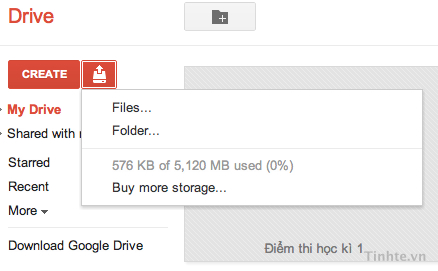 Drive
CREATE
Files...
Folder...
576 KB of 5,120 MB used (0%)
Buy more storage...
My Drive
Shared with
Starred
Recent
More
Download Google Drive
Điểm thi học kì 1
Tinhte.vn